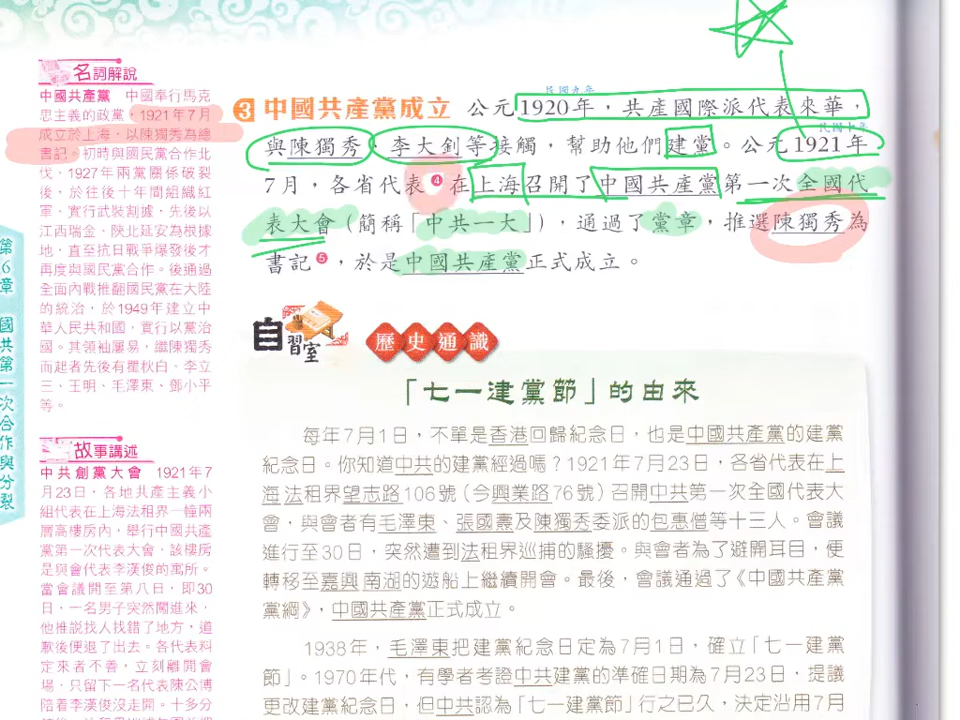 名詞解說
中國共產黨 中國奉行馬克
思主義的政黨，1921年7月
成立於上海，以陳獨秀為總
書記。初時與國民黨合作北
伐，1927年兩黨關係破裂
後，於往後十年間組織紅
軍，實行武裝割據，先後以
江西瑞金、陝北延安為根據
地，直至抗日戰爭爆發後才
再度與國民黨合作。後通過
全面內戰推翻國民黨在大陸
的統治，於1949年建立中
華人民共和國，實行以黨治
國。其領袖屢易，繼陳獨秀
而起者先後有瞿秋白、李立
三、王明、毛澤東、鄧小平
等。
故事講述
中共創黨大會 1921年7
月23日，各地共產主義小
組代表在上海法租界一幢兩
層高樓房內，舉行中國共產
黨第一次代表大會，該樓房
是與會代表李漢俊的寓所。
當會議開至第八日，即30
日，一名男子突然闖進來，
他推說找人找錯了地方，道
歉後便退了出去。各代表料
定來者不善，立刻離開會
場，只留下一名代表陳公博
陪着李漢俊沒走開。十多分
第6章 國共第一次合作與分裂
民國九年
3 中國共產黨成立 公元1920年，共產國際派代表來華，
與陳獨秀、李大釗等接觸，幫助他們建黨。公元1921年
民國十年
7月，各省代表4在上海召開了中國共產黨第一次全國代
表大會（簡稱「中共一大」），通過了黨章，推選陳獨秀為
書記5，於是中國共產黨正式成立。
自習室
歷史通識
「七一建黨節」的由來
每年7月1日，不單是香港回歸紀念日，也是中國共產黨的建黨
紀念日。你知道中共的建黨經過嗎？1921年7月23日，各省代表在上
海法租界望志路106號（今興業路76號）召開中共第一次全國代表大
會，與會者有毛澤東、張國燾及陳獨秀委派的包惠僧等十三人。會議
進行至30日，突然遭到法租界巡捕的騷擾。與會者為了避開耳目，便
轉移至嘉興南湖的遊船上繼續開會。最後，會議通過了《中國共產黨
黨綱》，中國共產黨正式成立。
1938年，毛澤東把建黨紀念日定為7月1日，確立「七一建黨
節」。1970年代，有學者考證中共建黨的準確日期為7月23日，提議
更改建黨紀念日，但中共認為「七一建黨節」行之已久，決定沿用7月